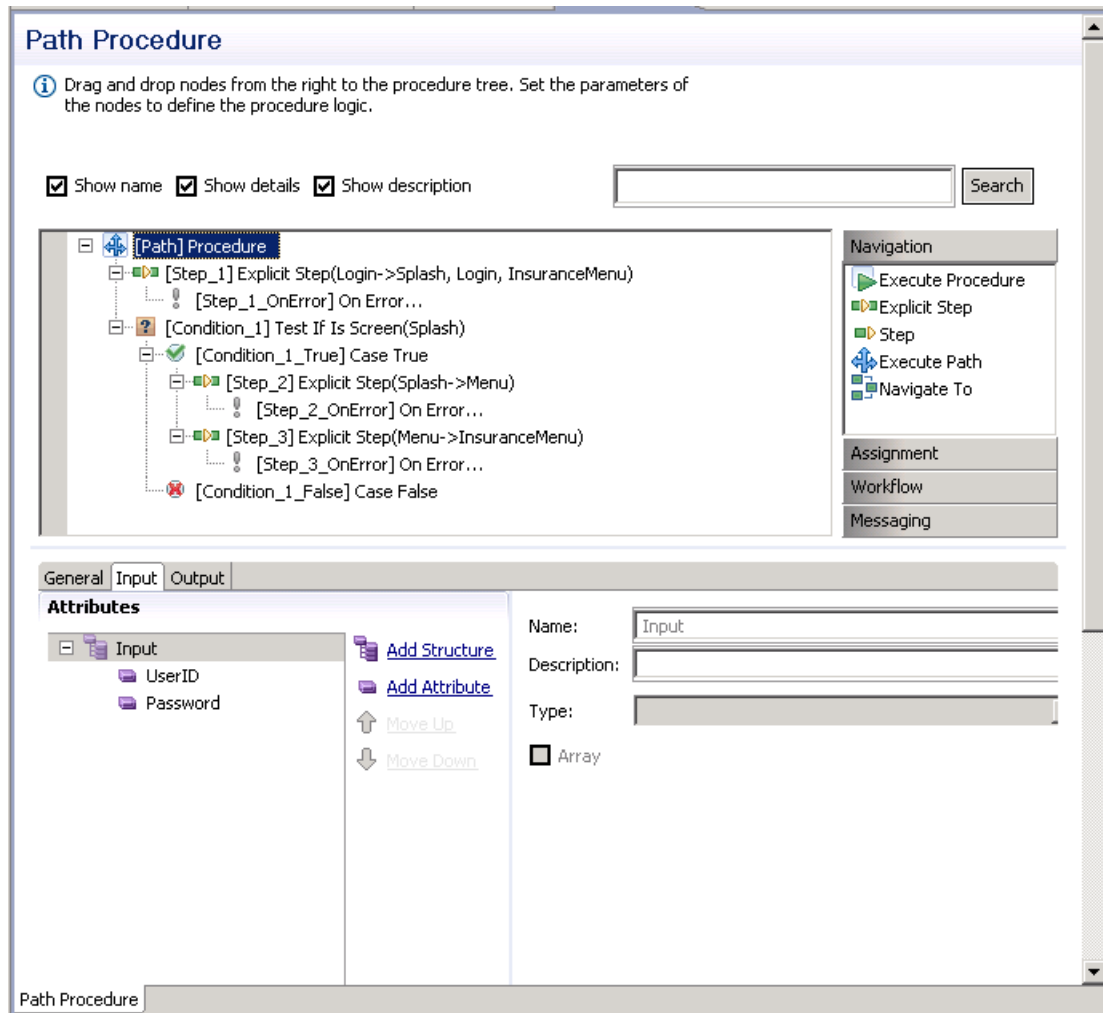 Path Procedure
Drag and drop nodes from the right to the procedure tree. Set the parameters of
the nodes to define the procedure logic.
Show name Show details Show description Search
[Path] Procedure
[Step_1] Explicit Step(Login->Splash, Login, InsuranceMenu)
[Step_1_OnError] On Error...
[Condition_1] Test If Is Screen(Splash)
[Condition_1_True] Case True
[Step_2] Explicit Step(Splash->Menu)
[Step_2_OnError] On Error...
[Step_3] Explicit Step(Menu->InsuranceMenu)
[Step_3_OnError] On Error...
[Condition_1_False] Case False
Navigation
Execute Procedure
Explicit Step
Step
Execute Path
Navigate To
Assignment
Workflow
Messaging
General Input Output
Attributes
Input
UserID
Password
Add Structure
Add Attribute
Move Up
Move Down
Name: Input
Description:
Type:
Array
Path Procedure